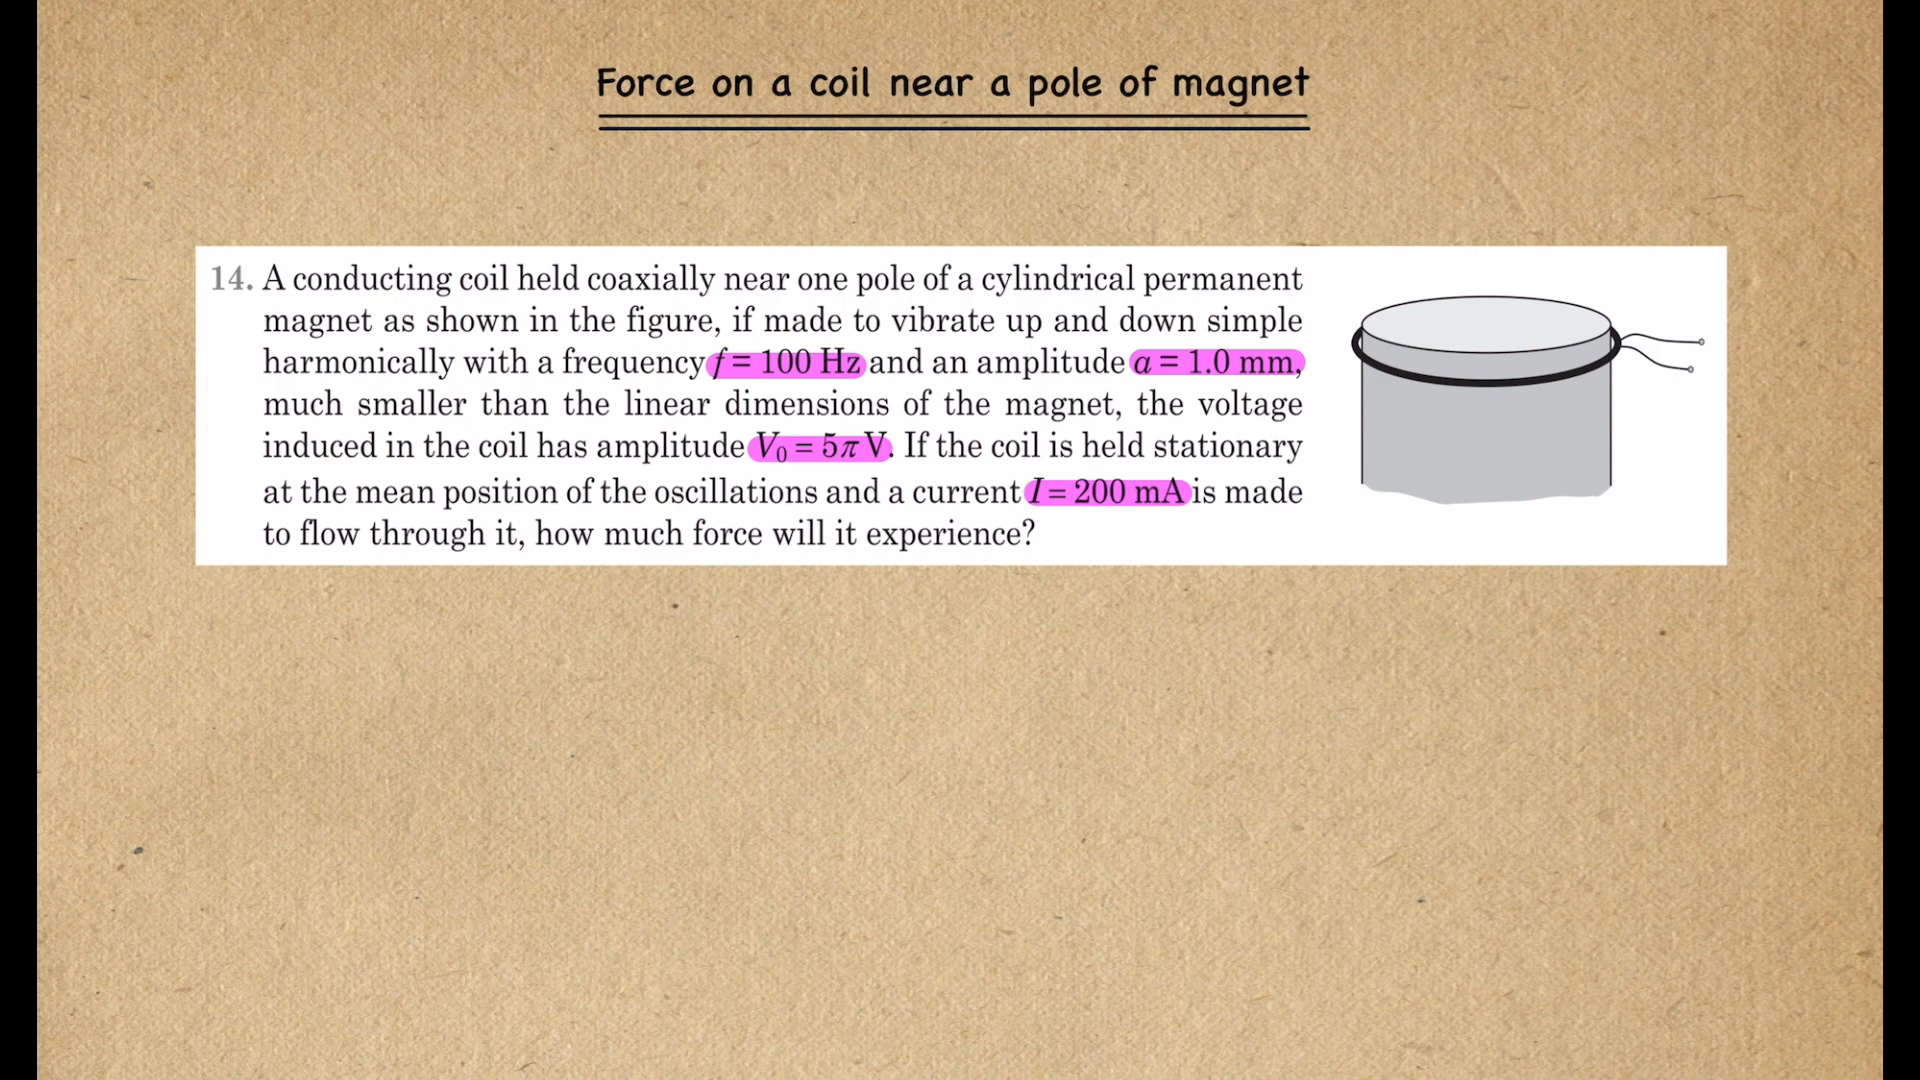 Force on a coil near a pole of magnet
14. A conducting coil held coaxially near one pole of a cylindrical permanent
magnet as shown in the figure, if made to vibrate up and down simple
harmonically with a frequency f = 100 Hz and an amplitude a = 1.0 mm,
much smaller than the linear dimensions of the magnet, the voltage
induced in the coil has amplitude V₀ = 5π V. If the coil is held stationary
at the mean position of the oscillations and a current I = 200 mA is made
to flow through it, how much force will it experience?